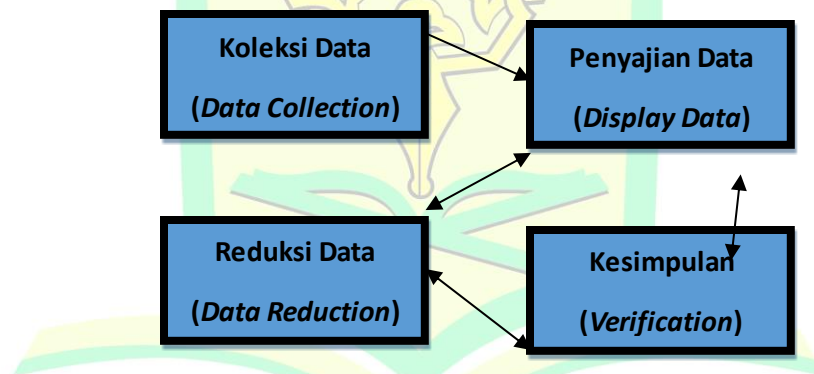 Koleksi Data
(Data Collection)
Penyajian Data
(Display Data)
Reduksi Data
(Data Reduction)
Kesimpulan
(Verification)